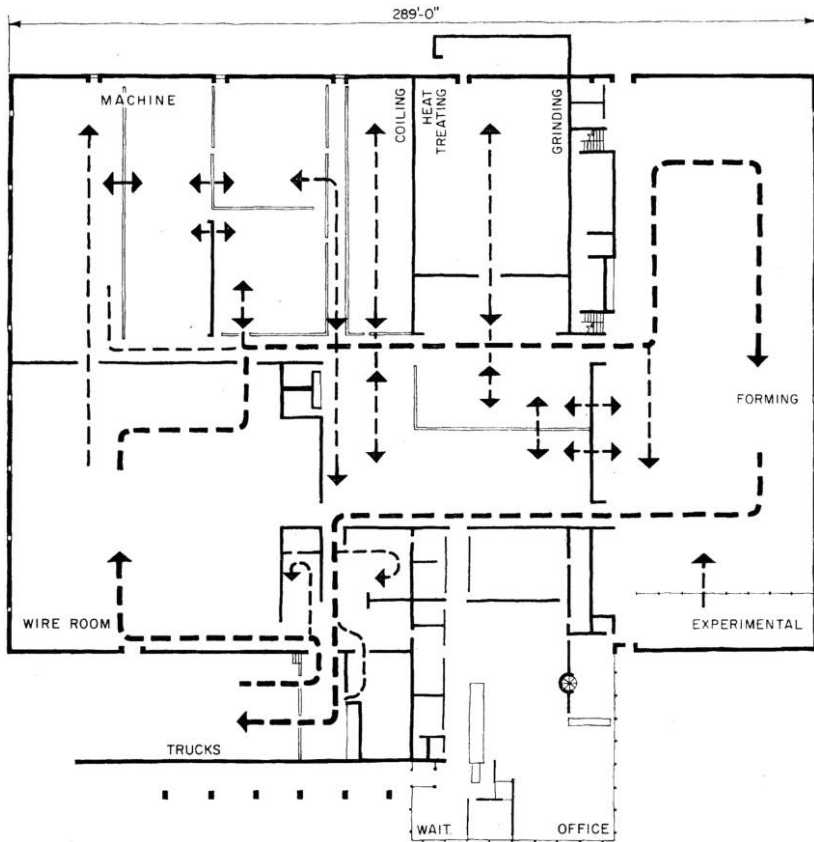 289'-0"
MACHINE
COILING
HEAT
TREATING
GRINDING
FORMING
WIRE ROOM
EXPERIMENTAL
TRUCKS
WAIT.
OFFICE